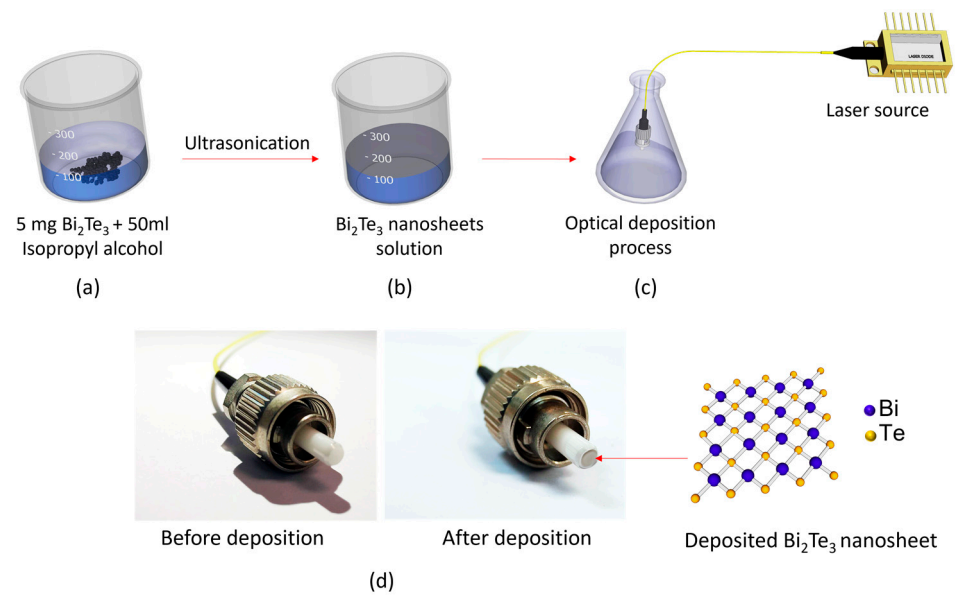 LASER DIODE
Laser source
- 300
- 200
- 100
Ultrasonication
- 300
- 200
- 100
5 mg Bi₂Te₃ + 50ml
Isopropyl alcohol
Bi₂Te₃ nanosheets
solution
Optical deposition
process
(a)
(b)
(c)
Bi
Te
Before deposition
After deposition
Deposited Bi₂Te₃ nanosheet
(d)